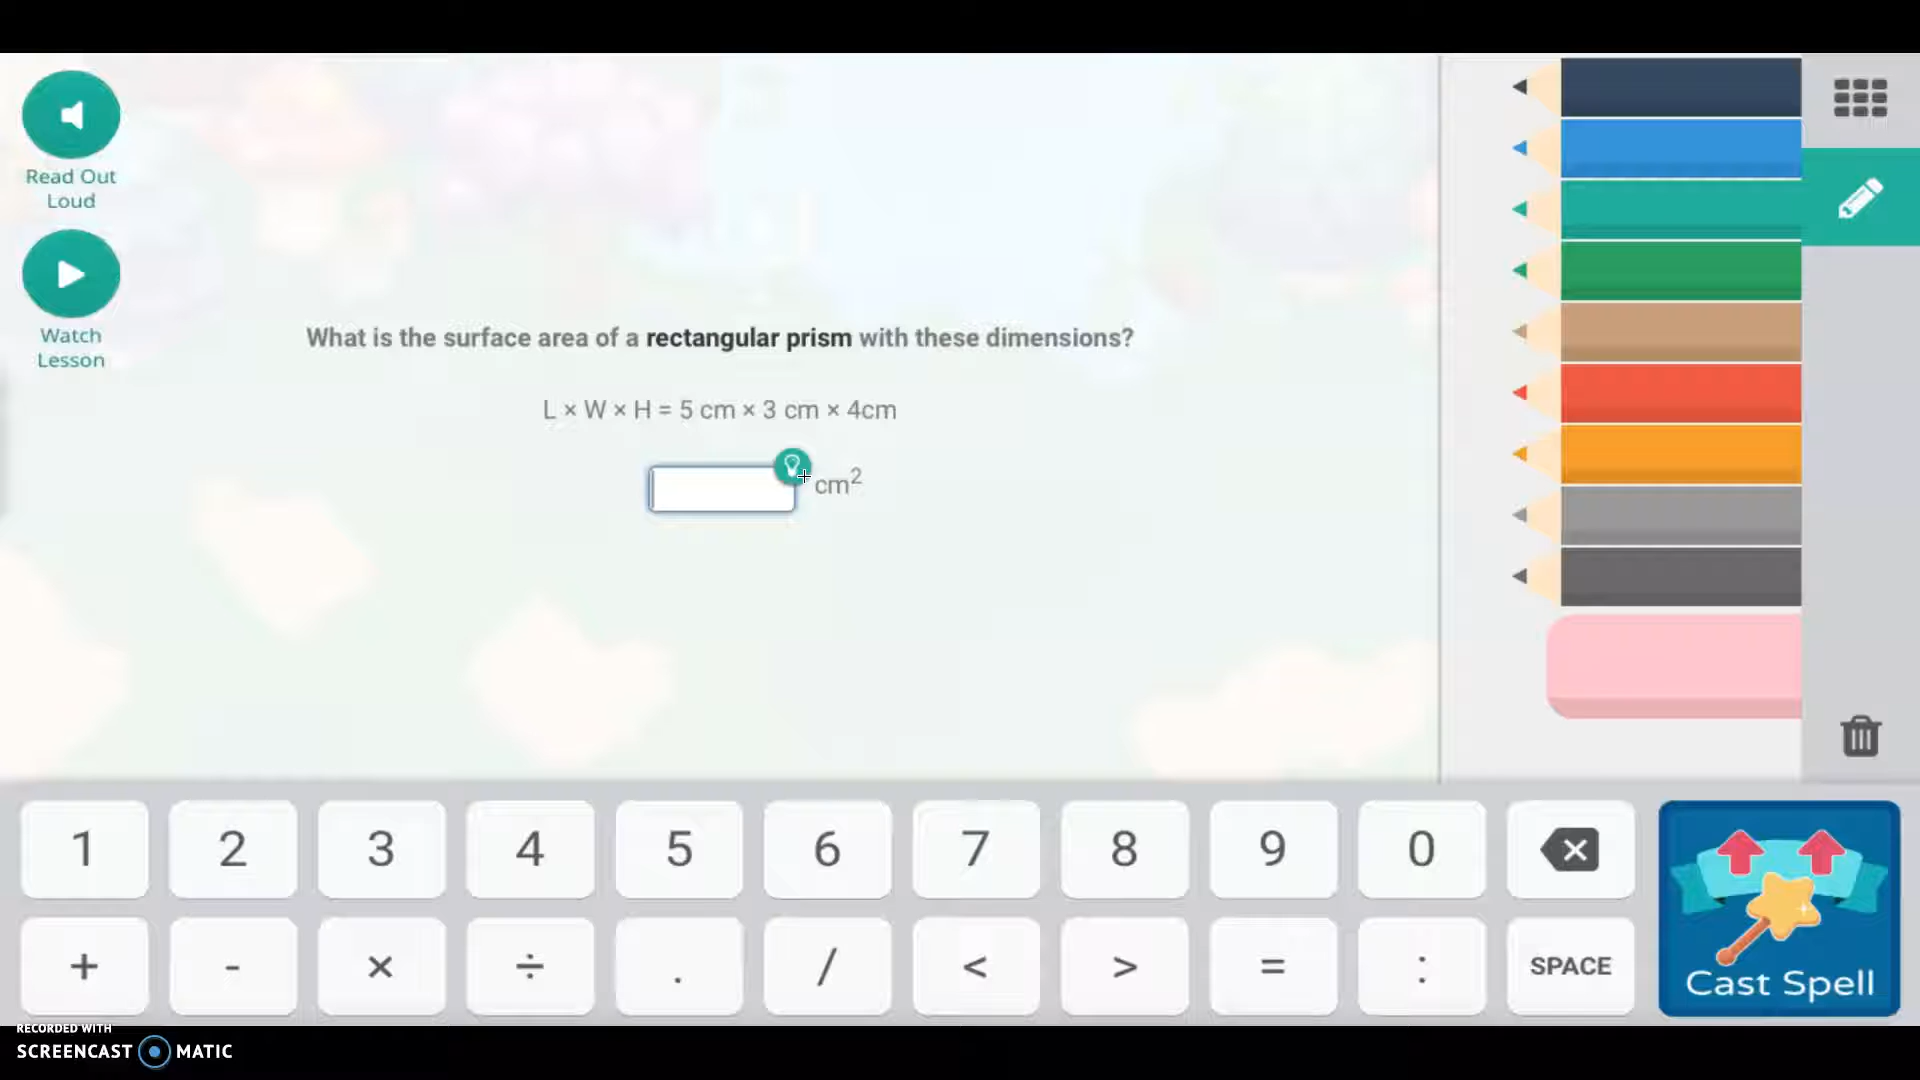 Read Out
Loud
Watch
Lesson
What is the surface area of a rectangular prism with these dimensions?
L × W × H = 5 cm × 3 cm × 4cm
cm²
1 2 3 4 5 6 7 8 9 0
+ - × ÷ . / < > = : SPACE
Cast Spell
RECORDED WITH
SCREENCAST MATIC